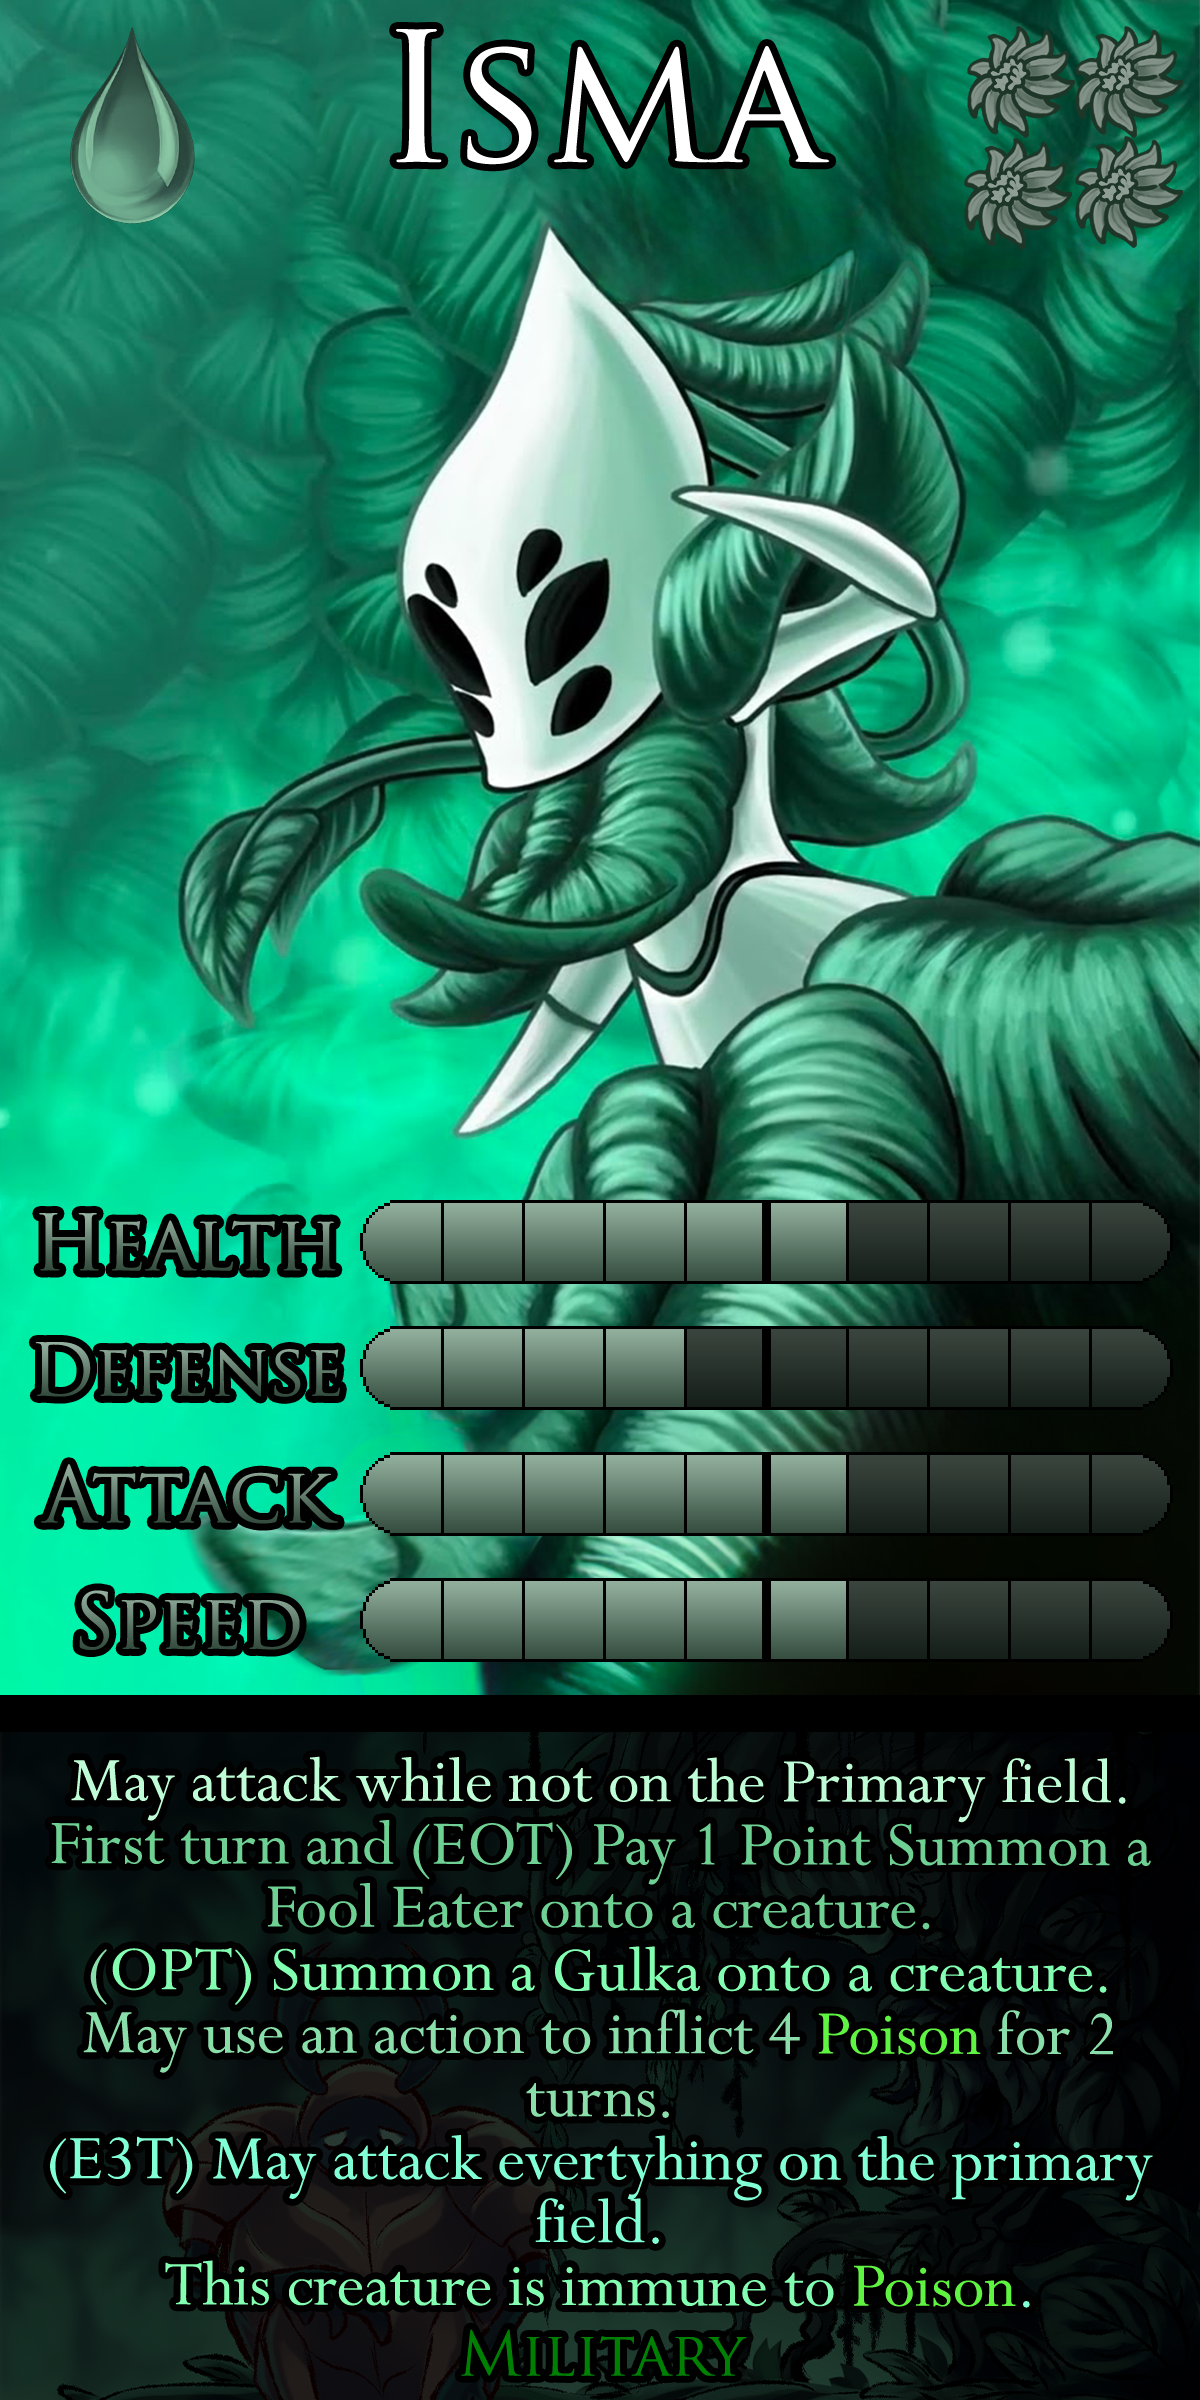 Isma
Health
Defense
Attack
Speed
May attack while not on the Primary field.
First turn and (EOT) Pay 1 Point Summon a
Fool Eater onto a creature.
(OPT) Summon a Gulka onto a creature.
May use an action to inflict 4 Poison for 2
turns.
(E3T) May attack evertyhing on the primary
field.
This creature is immune to Poison.
Military